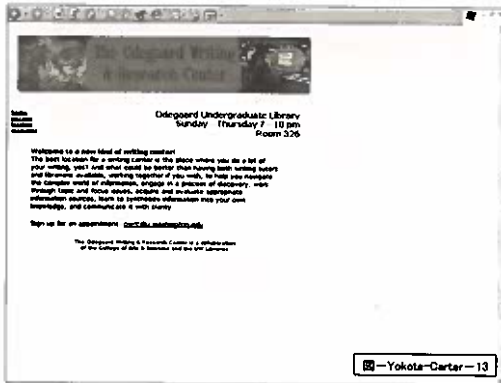 The Odegaard Writing
& Research Center
Odegaard Undergraduate Library
Sunday - Thursday 7 - 10 pm
Room 326
Welcome to a new kind of writing center!
The best location for a writing center is the place where you do a lot of
your writing, yes? And what could be better than having both writing tutors
and librarians available, working together if you wish, to help you navigate
the complex world of information, engage in a process of discovery, work
through topic and focus issues, acquire and evaluate appropriate
information sources, learn to synthesize information into your own
knowledge, and communicate it with clarity.
Sign up for an appointment:
The Odegaard Writing & Research Center is a collaboration
of the College of Arts & Sciences and the UW Libraries
図-Yokota-Carter-13